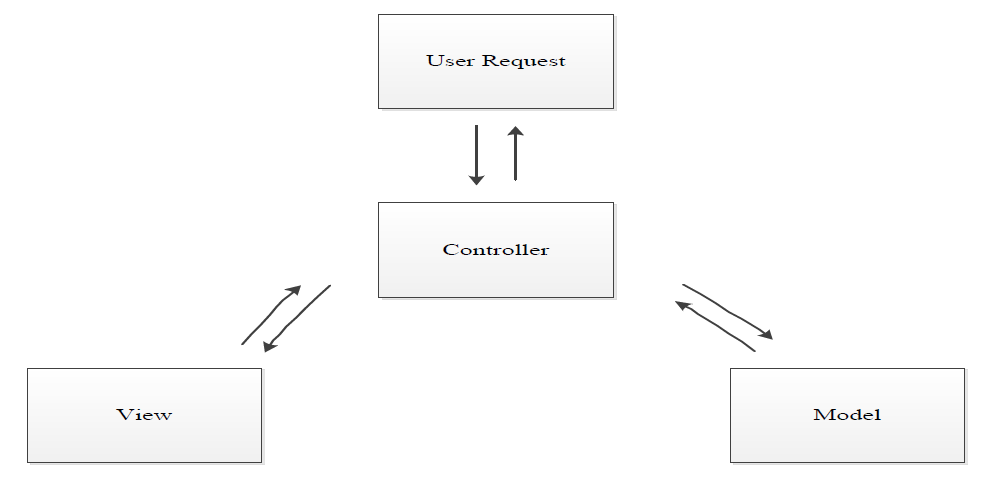 User Request
Controller
View
Model